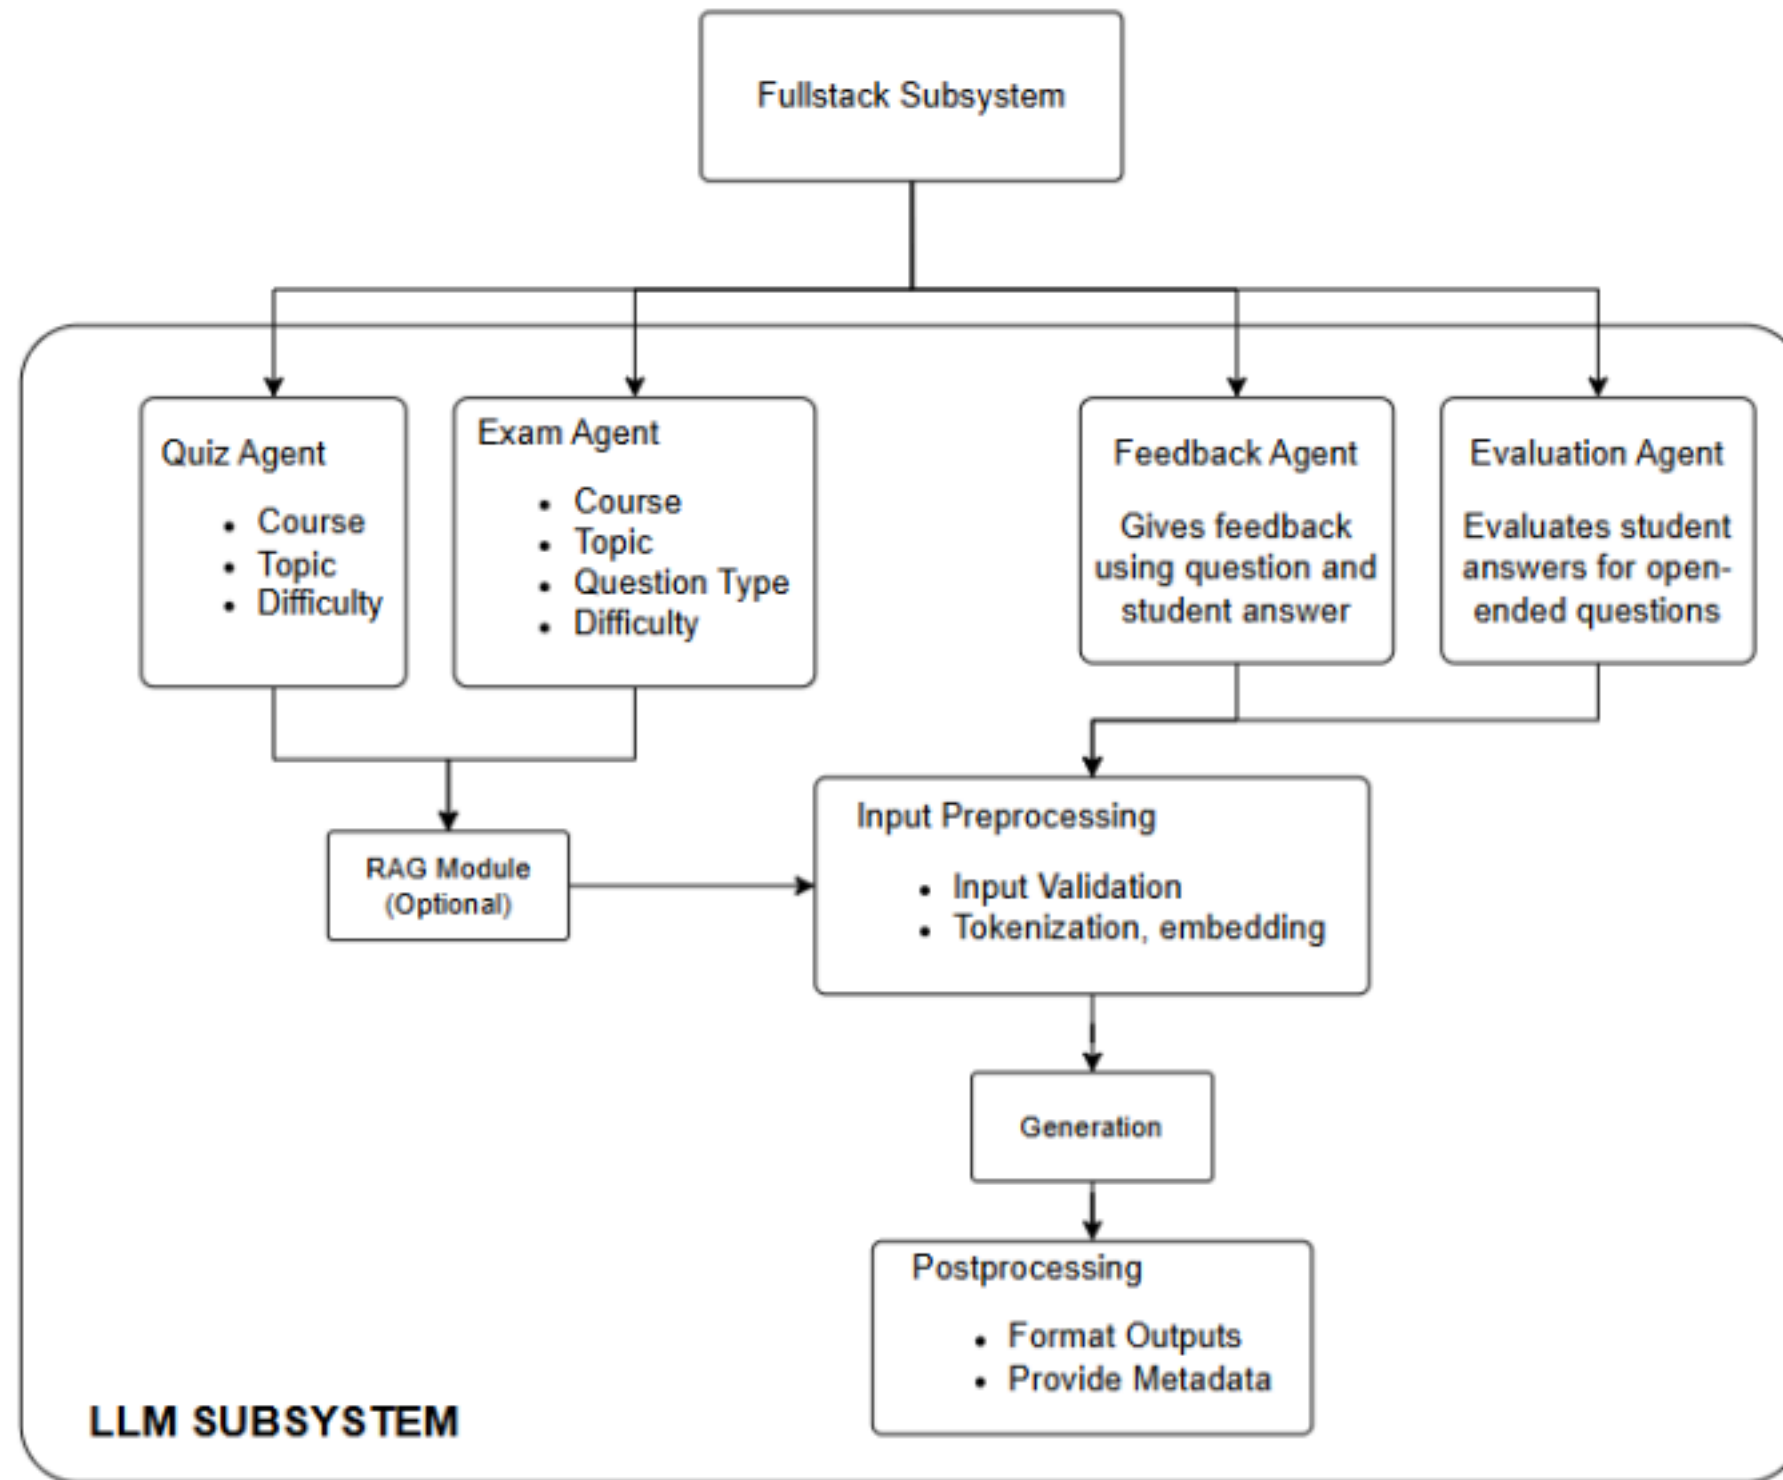 Fullstack Subsystem
Quiz Agent
• Course
• Topic
• Difficulty
Exam Agent
• Course
• Topic
• Question Type
• Difficulty
Feedback Agent
Gives feedback
using question and
student answer
Evaluation Agent
Evaluates student
answers for open-
ended questions
RAG Module
(Optional)
Input Preprocessing
• Input Validation
• Tokenization, embedding
Generation
Postprocessing
• Format Outputs
• Provide Metadata
LLM SUBSYSTEM